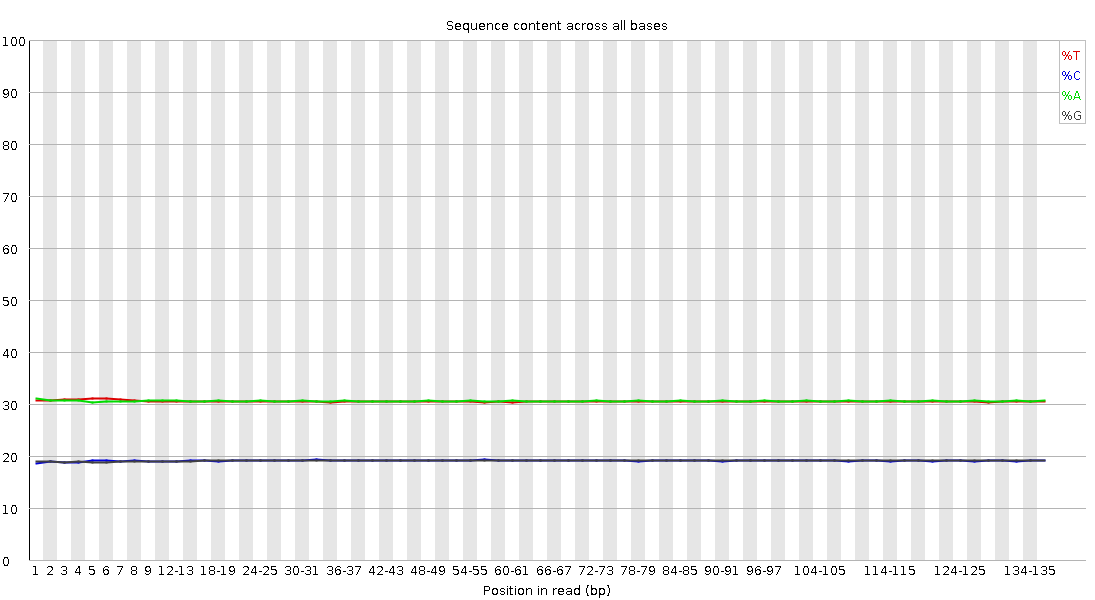 Sequence content across all bases
100
90
80
70
60
50
40
30
20
10
0
%T
%C
%A
%G
1 2 3 4 5 6 7 8 9 12-13 18-19 24-25 30-31 36-37 42-43 48-49 54-55 60-61 66-67 72-73 78-79 84-85 90-91 96-97 104-105 114-115 124-125 134-135
Position in read (bp)